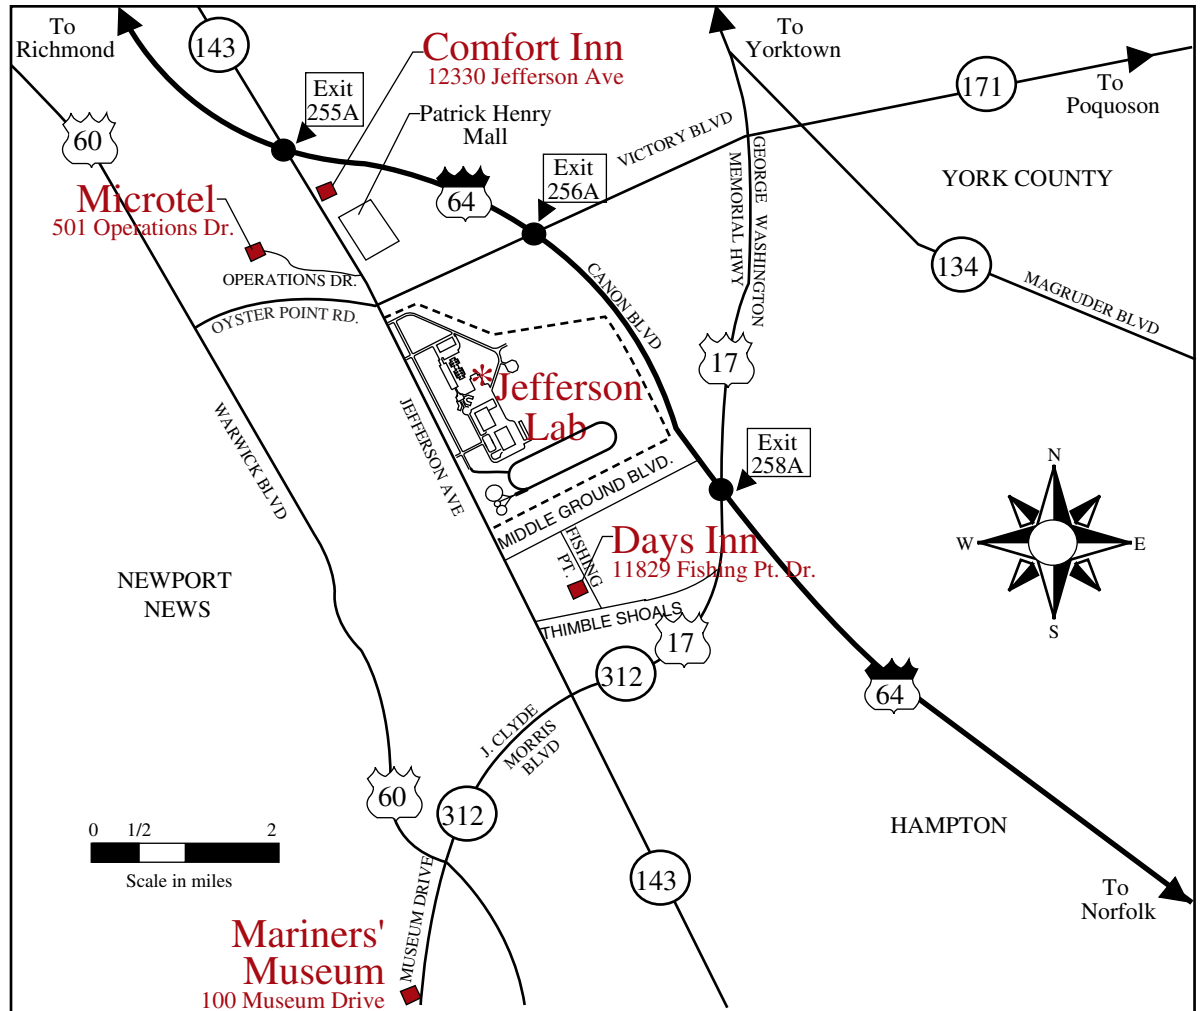 To
Richmond
143
Comfort Inn
12330 Jefferson Ave
To
Yorktown
171
To
Poquoson
Exit
255A
Patrick Henry
Mall
60
VICTORY BLVD
GEORGE WASHINGTON
MEMORIAL HWY
Exit
256A
YORK COUNTY
64
Microtel
501 Operations Dr.
OPERATIONS DR.
OYSTER POINT RD.
134
MAGRUDER BLVD
CANON BLVD
17
*Jefferson
Lab
WARWICK BLVD
JEFFERSON AVE
Exit
258A
MIDDLE GROUND BLVD.
N
W
E
S
FISHING
PT.
Days Inn
11829 Fishing Pt. Dr.
THIMBLE SHOALS
NEWPORT
NEWS
17
312
64
J. CLYDE
MORRIS
BLVD
60
312
HAMPTON
0 1/2 2
Scale in miles
143
To
Norfolk
MUSEUM DRIVE
Mariners'
Museum
100 Museum Drive